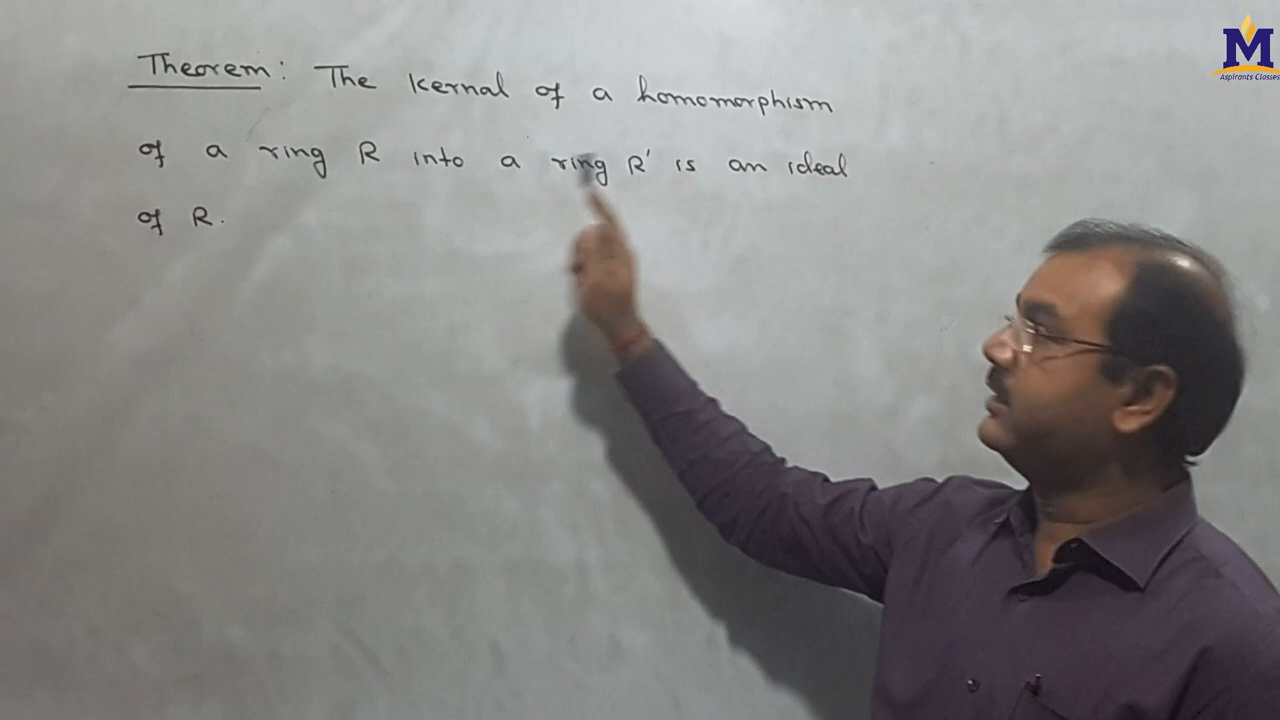 Theorem: The Kernal of a homomorphism
of a ring R into a ring R' is an ideal
of R.
M
Aspirants Classes